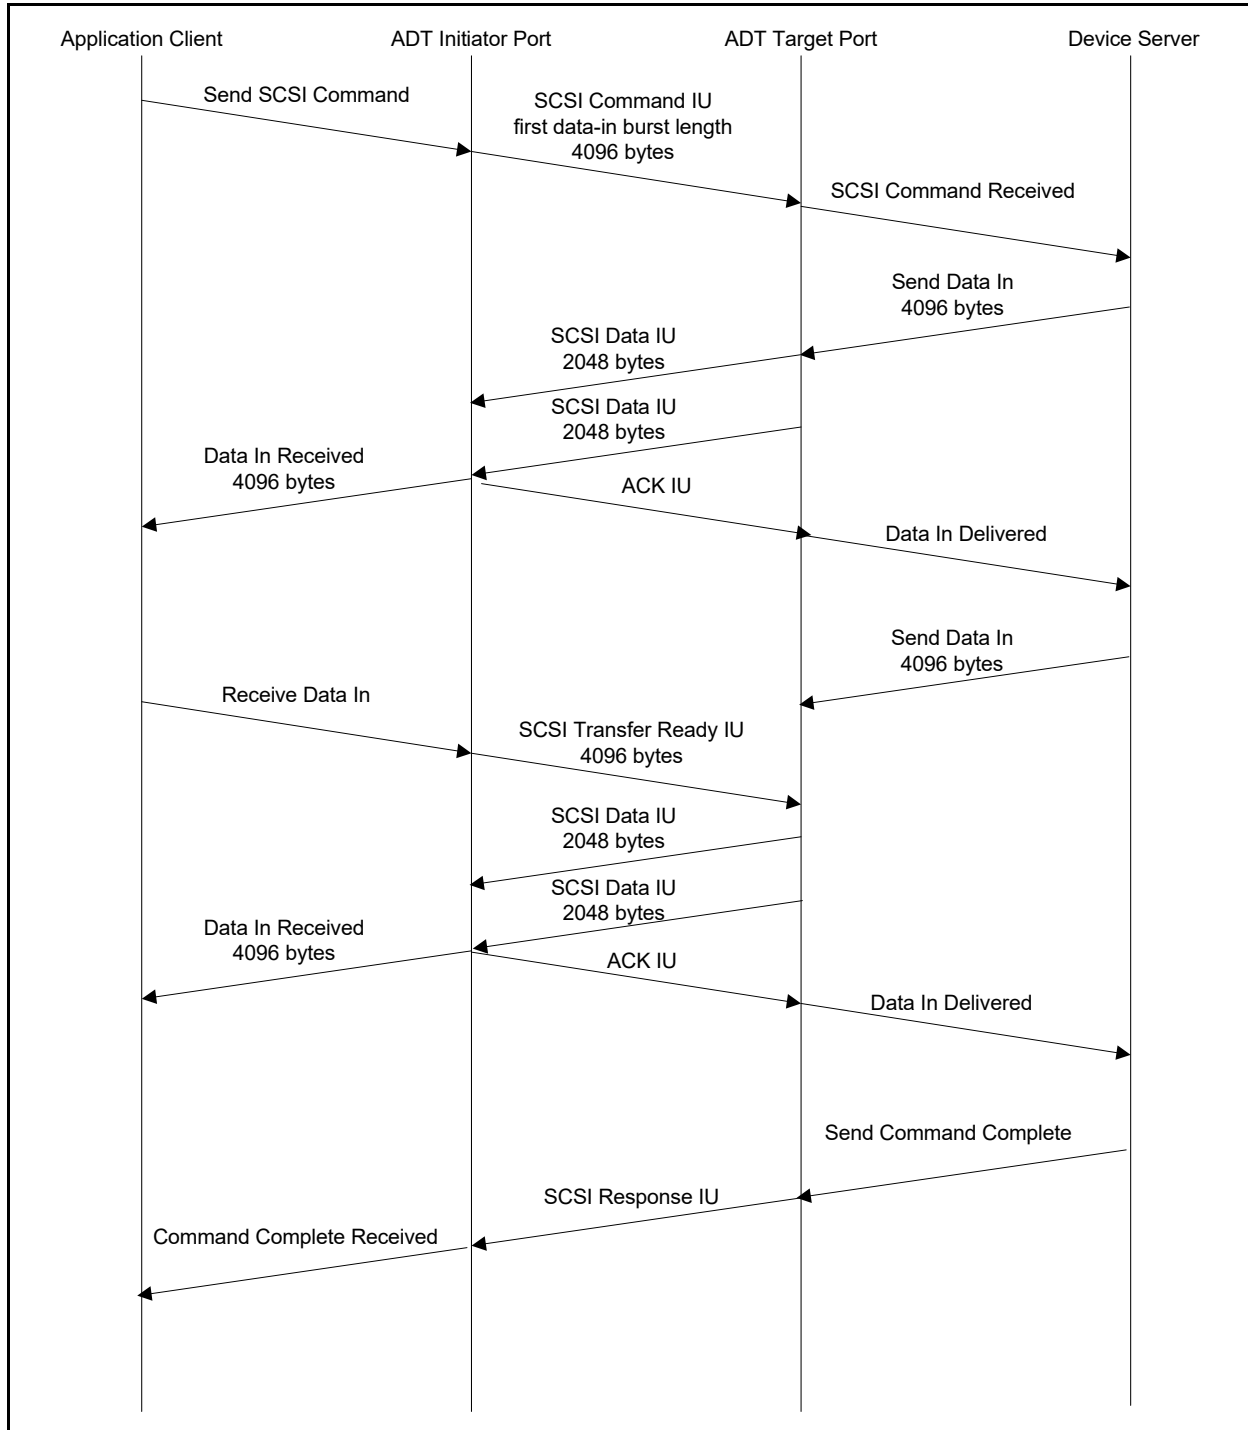 Application Client
ADT Initiator Port
ADT Target Port
Device Server
Send SCSI Command
SCSI Command IU
first data-in burst length
4096 bytes
SCSI Command Received
Send Data In
4096 bytes
SCSI Data IU
2048 bytes
SCSI Data IU
2048 bytes
Data In Received
4096 bytes
ACK IU
Data In Delivered
Send Data In
4096 bytes
Receive Data In
SCSI Transfer Ready IU
4096 bytes
SCSI Data IU
2048 bytes
SCSI Data IU
2048 bytes
Data In Received
4096 bytes
ACK IU
Data In Delivered
Send Command Complete
SCSI Response IU
Command Complete Received